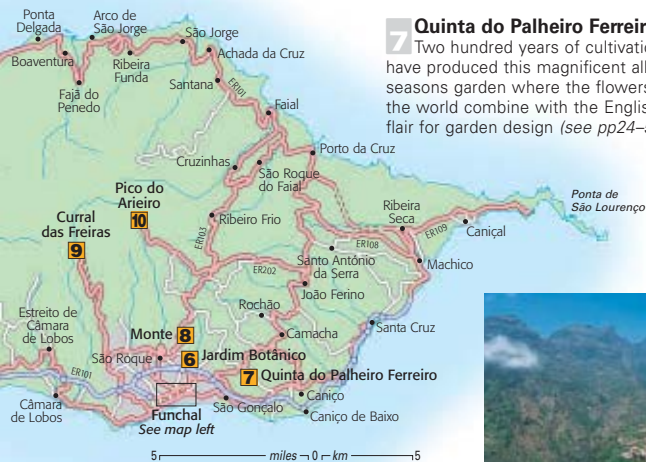 Ponta
Delgada
Arco de
São Jorge
São Jorge
Boaventura
Ribeira
Funda
Achada da Cruz
Fajã do
Penedo
Santana
ER101
Faial
Cruzinhas
São Roque
do Faial
Porto da Cruz
Pico do
Arieiro
10
Curral
das Freiras
9
Ribeiro Frio
ER103
Ribeira
Seca
Caniçal
ER109
Ponta de
São Lourenço
ER108
Santo António
da Serra
Machico
ER202
João Ferino
Rochão
Estreito de
Câmara
de Lobos
Monte 8
Camacha
Santa Cruz
São Roque
6 Jardim Botânico
ER101
7 Quinta do Palheiro Ferreiro
Câmara
de Lobos
Funchal
See map left
São Gonçalo
Caniço
Caniço de Baixo
5 miles 0 km 5
7 Quinta do Palheiro Ferreir
Two hundred years of cultivatio
have produced this magnificent all
seasons garden where the flowers
the world combine with the Englis
flair for garden design (see pp24–